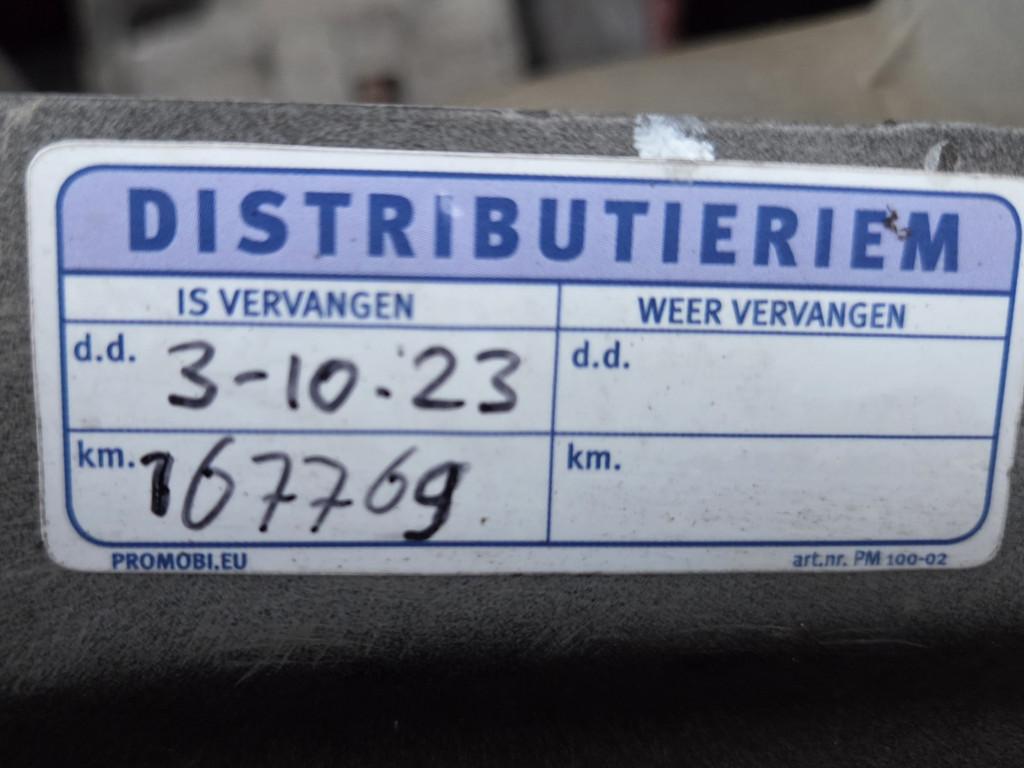 DISTRIBUTIERIEM
IS VERVANGEN WEER VERVANGEN
d.d. 3-10.23 d.d.
km. 167769 km.
PROMOBI.EU art.nr. PM 100-02